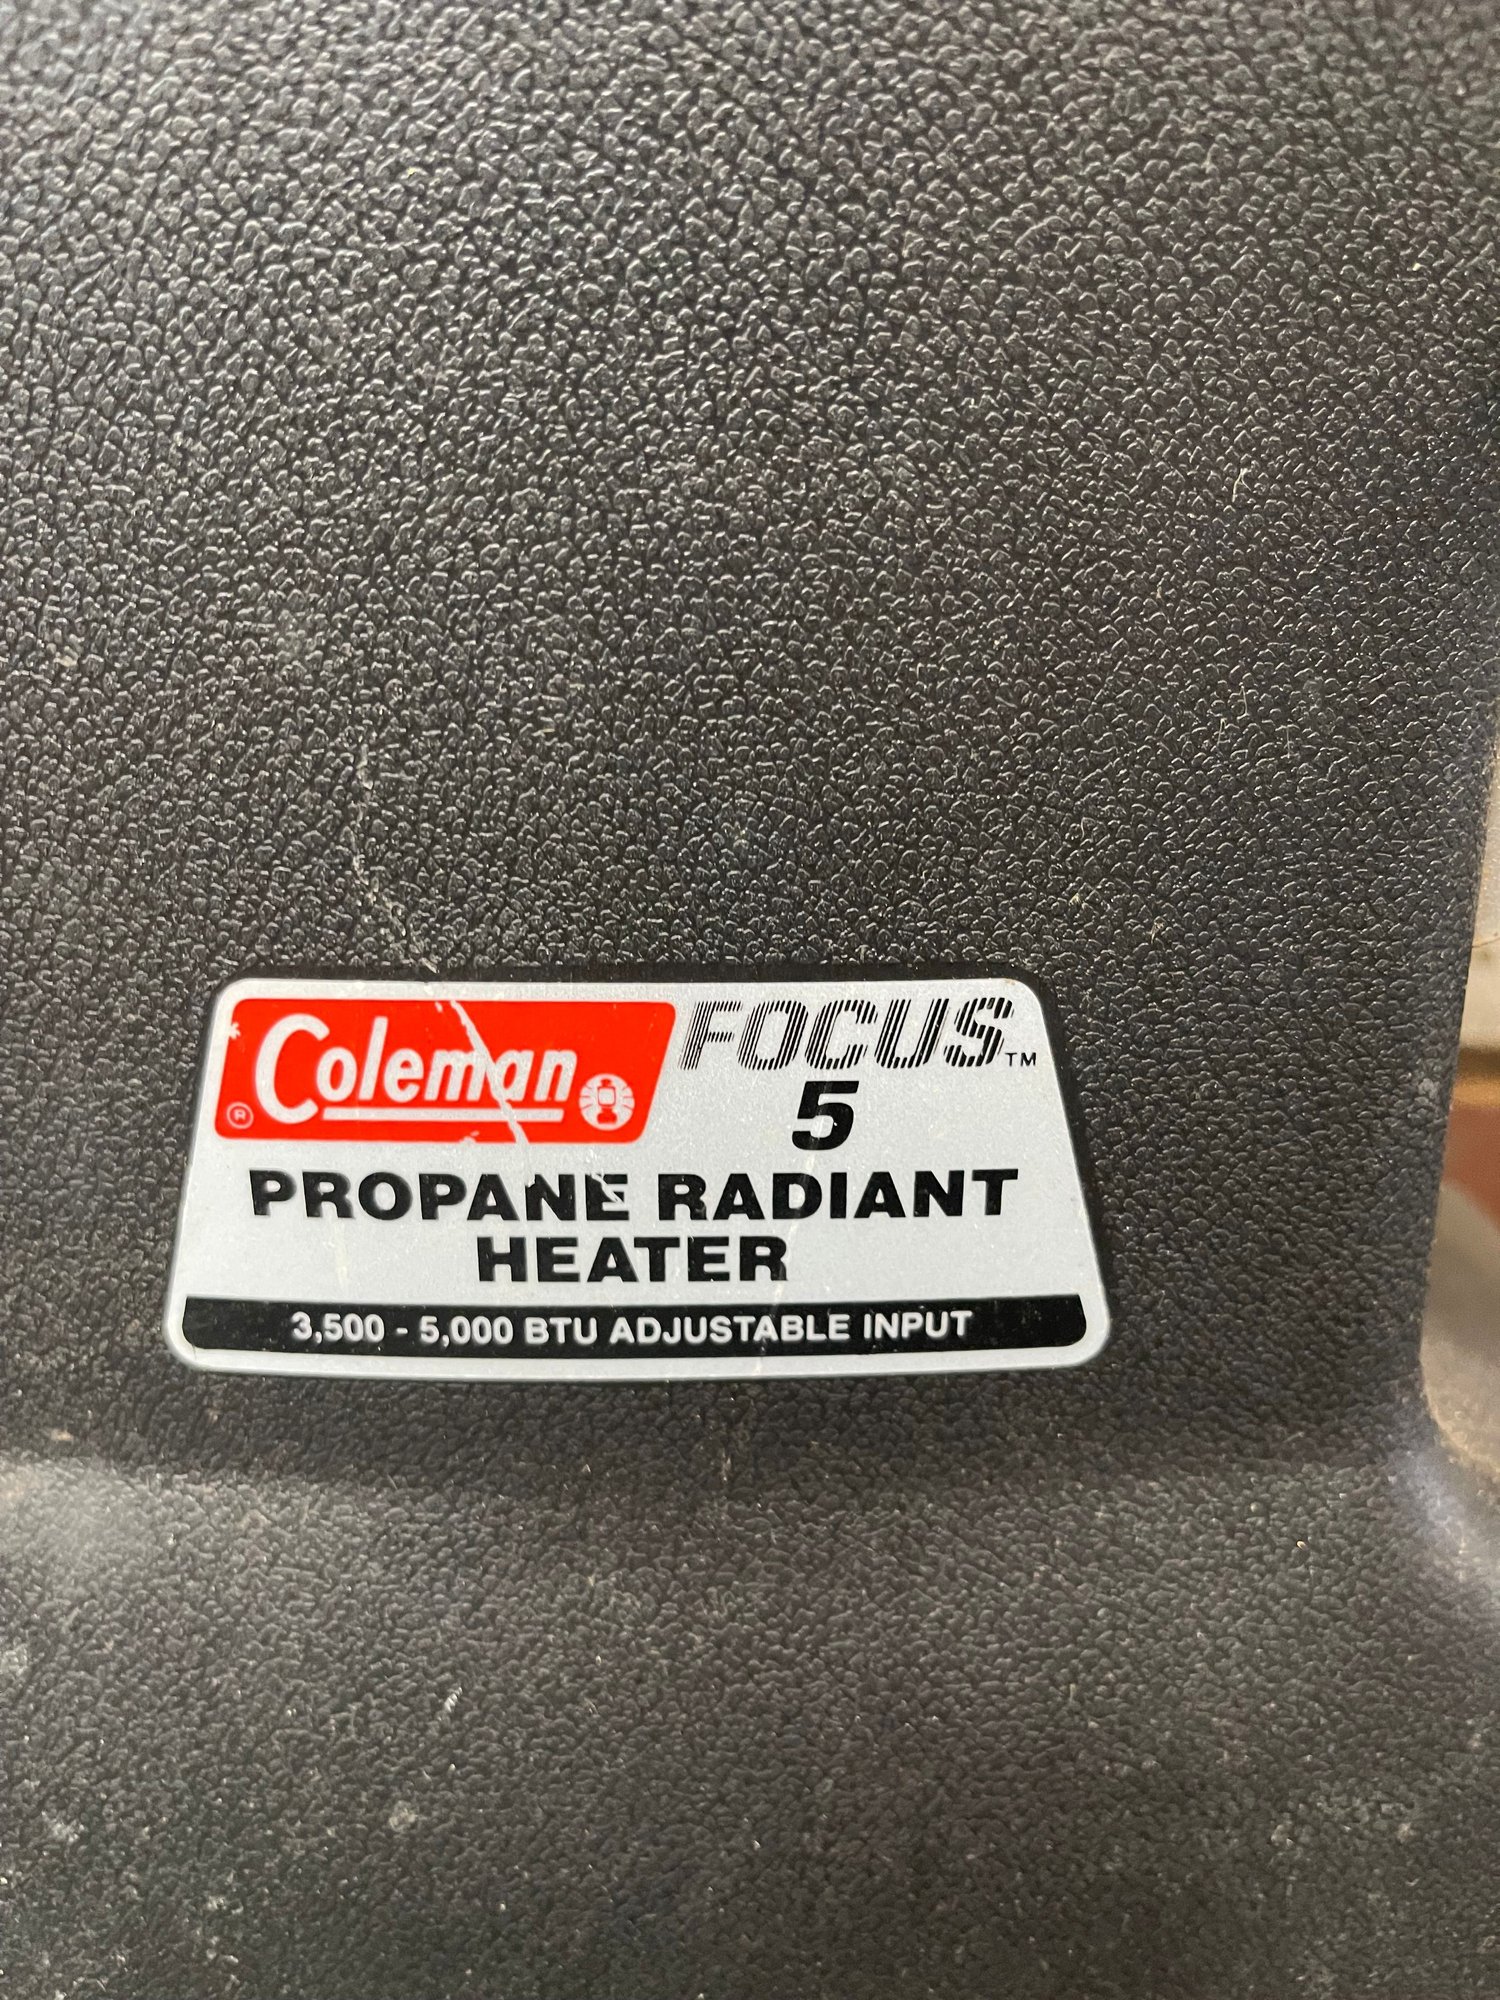 Coleman ®
FOCUS™
5
PROPANE RADIANT
HEATER
3,500 - 5,000 BTU ADJUSTABLE INPUT